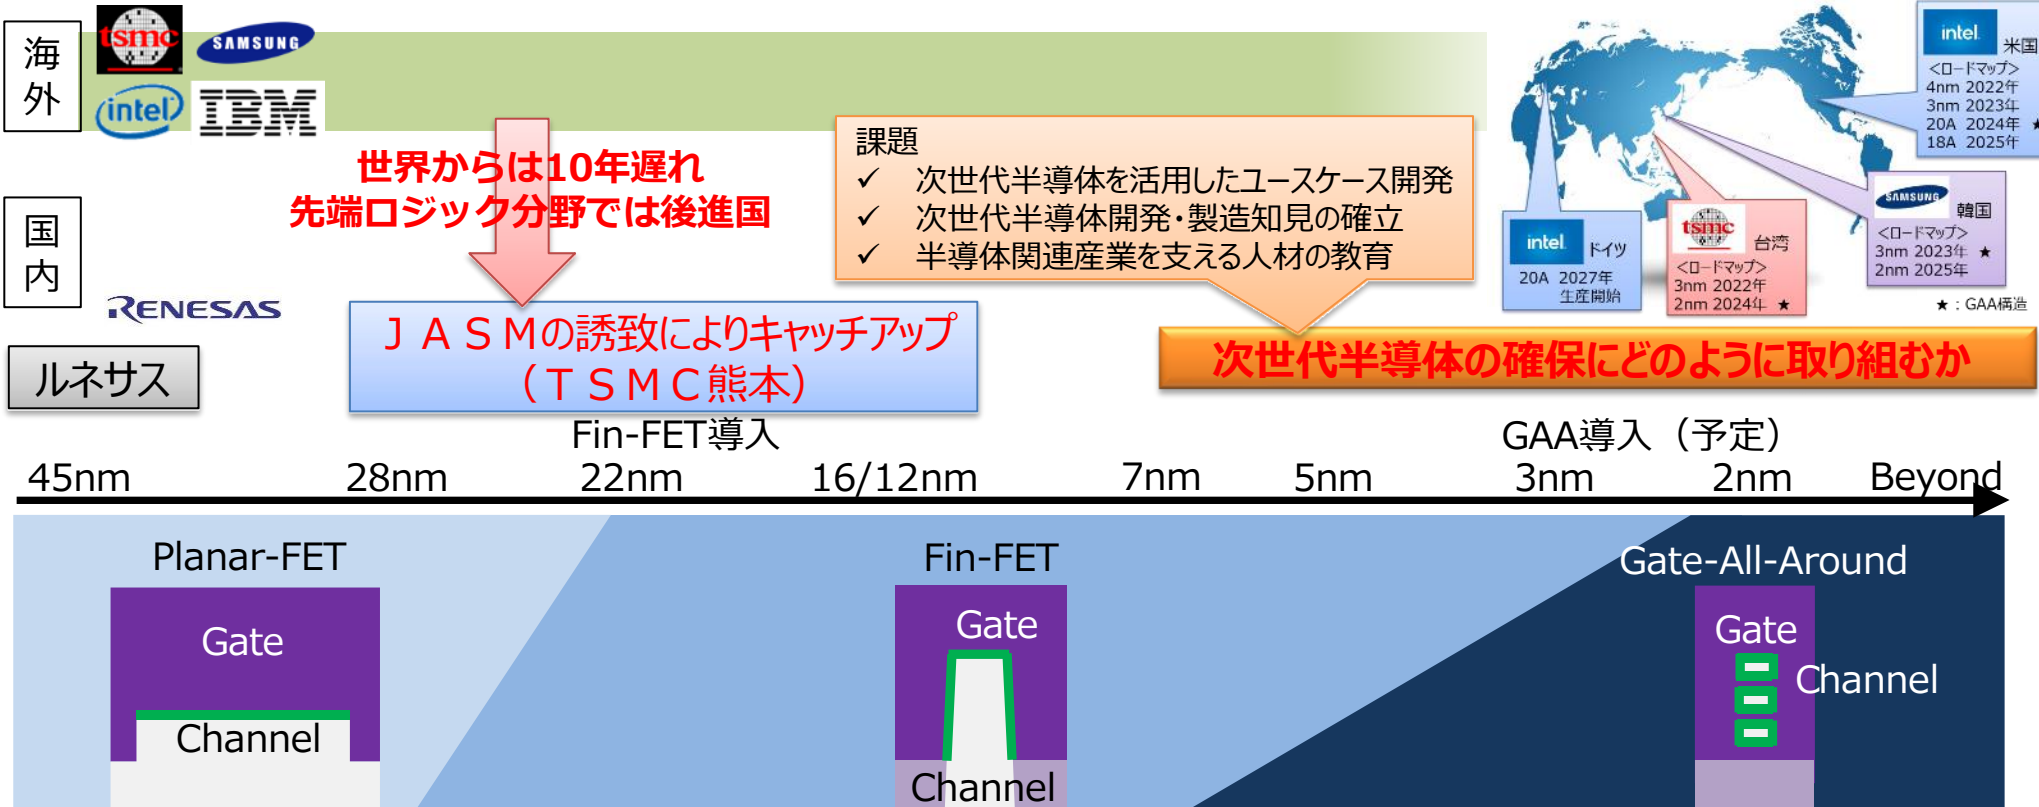 海外
tsmc
SAMSUNG
intel
IBM
世界からは10年遅れ
先端ロジック分野では後進国
課題
✓ 次世代半導体を活用したユースケース開発
✓ 次世代半導体開発・製造知見の確立
✓ 半導体関連産業を支える人材の教育
intel 米国
<ロードマップ>
4nm 2022年
3nm 2023年
20A 2024年 ★
18A 2025年
SAMSUNG 韓国
<ロードマップ>
3nm 2023年 ★
2nm 2025年
intel ドイツ
20A 2027年
生産開始
tsmc 台湾
<ロードマップ>
3nm 2022年
2nm 2024年 ★
★：GAA構造
国内
RENESAS
ルネサス
ＪＡＳＭの誘致によりキャッチアップ
（ＴＳＭＣ熊本）
次世代半導体の確保にどのように取り組むか
Fin-FET導入
GAA導入（予定）
45nm 28nm 22nm 16/12nm 7nm 5nm 3nm 2nm Beyond
Planar-FET
Gate
Channel
Fin-FET
Gate
Channel
Gate-All-Around
Gate
Channel